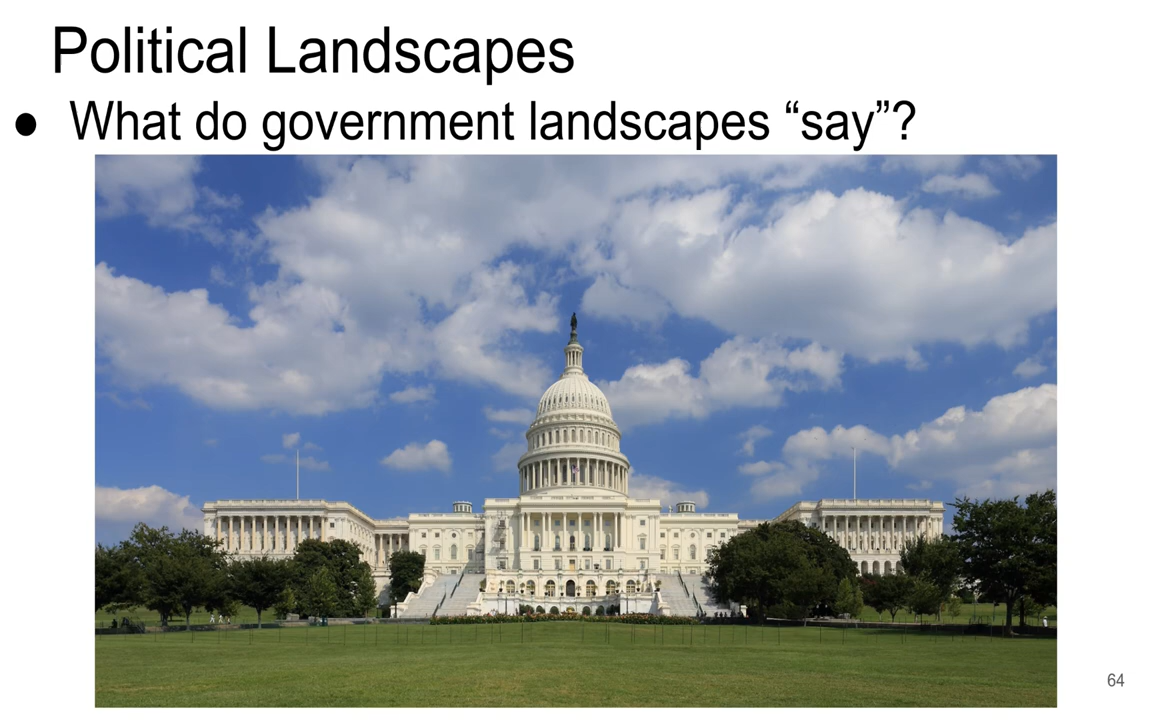 Political Landscapes
● What do government landscapes “say”?
64